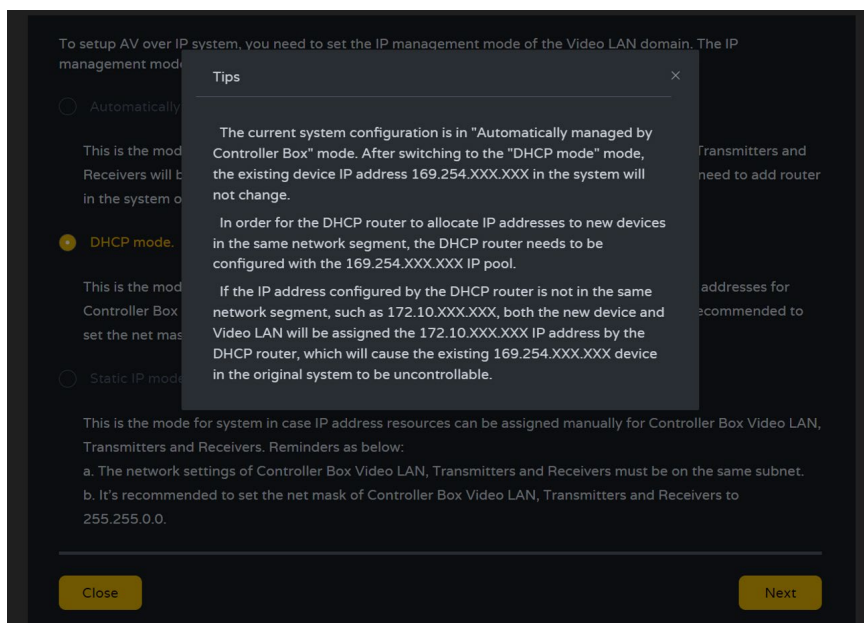 To setup AV over IP system, you need to set the IP management mode of the Video LAN domain. The IP
management mod
Tips ×
Automatically
The current system configuration is in "Automatically managed by
Controller Box" mode. After switching to the "DHCP mode" mode,
the existing device IP address 169.254.XXX.XXX in the system will
not change.
This is the mod Transmitters and
Receivers will b need to add router
in the system o
In order for the DHCP router to allocate IP addresses to new devices
in the same network segment, the DHCP router needs to be
configured with the 169.254.XXX.XXX IP pool.
DHCP mode.
If the IP address configured by the DHCP router is not in the same
network segment, such as 172.10.XXX.XXX, both the new device and
Video LAN will be assigned the 172.10.XXX.XXX IP address by the
DHCP router, which will cause the existing 169.254.XXX.XXX device
in the original system to be uncontrollable.
This is the mod addresses for
Controller Box ecommended to
set the net mas
Static IP mode
This is the mode for system in case IP address resources can be assigned manually for Controller Box Video LAN,
Transmitters and Receivers. Reminders as below:
a. The network settings of Controller Box Video LAN, Transmitters and Receivers must be on the same subnet.
b. It's recommended to set the net mask of Controller Box Video LAN, Transmitters and Receivers to
255.255.0.0.
Close
Next